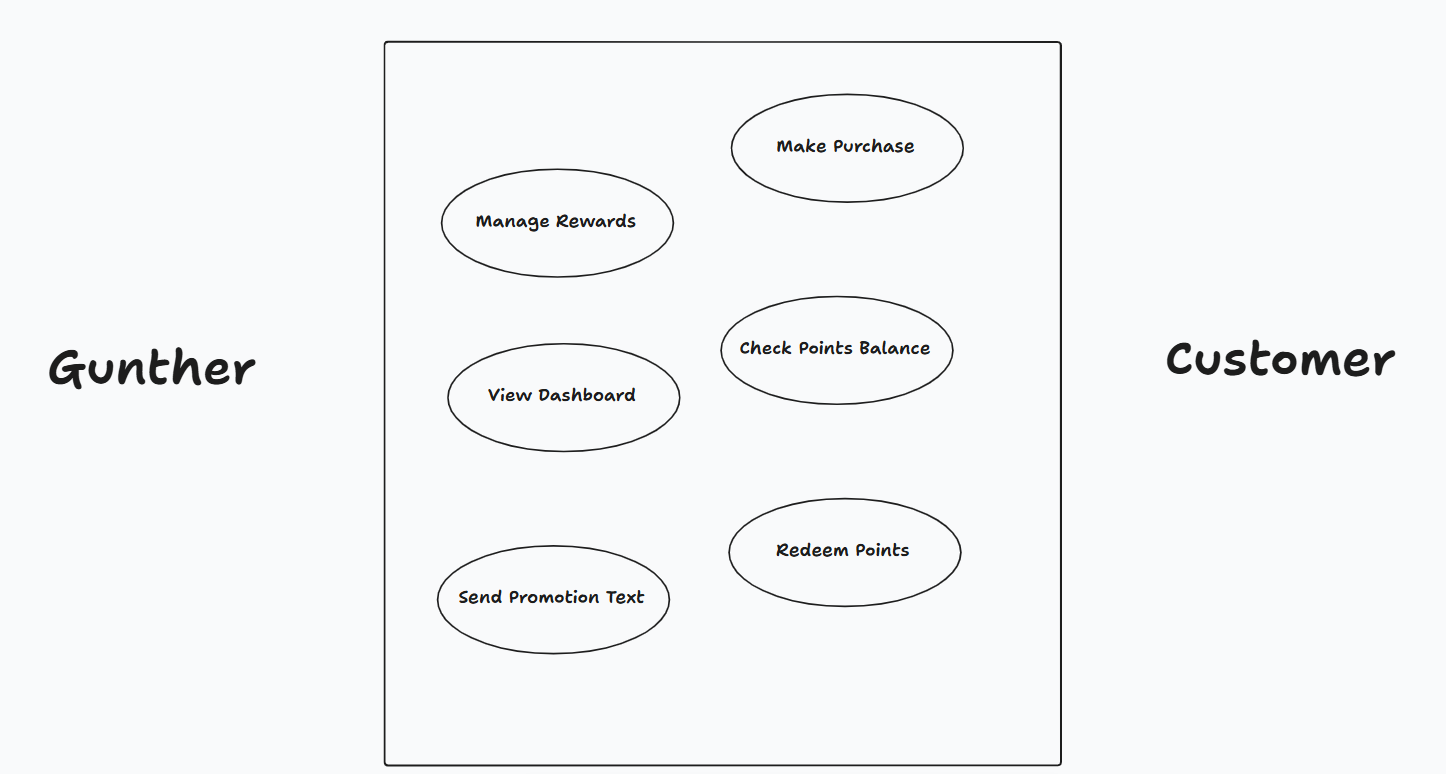 Make Purchase
Manage Rewards
Check Points Balance
Gunther
Customer
View Dashboard
Redeem Points
Send Promotion Text